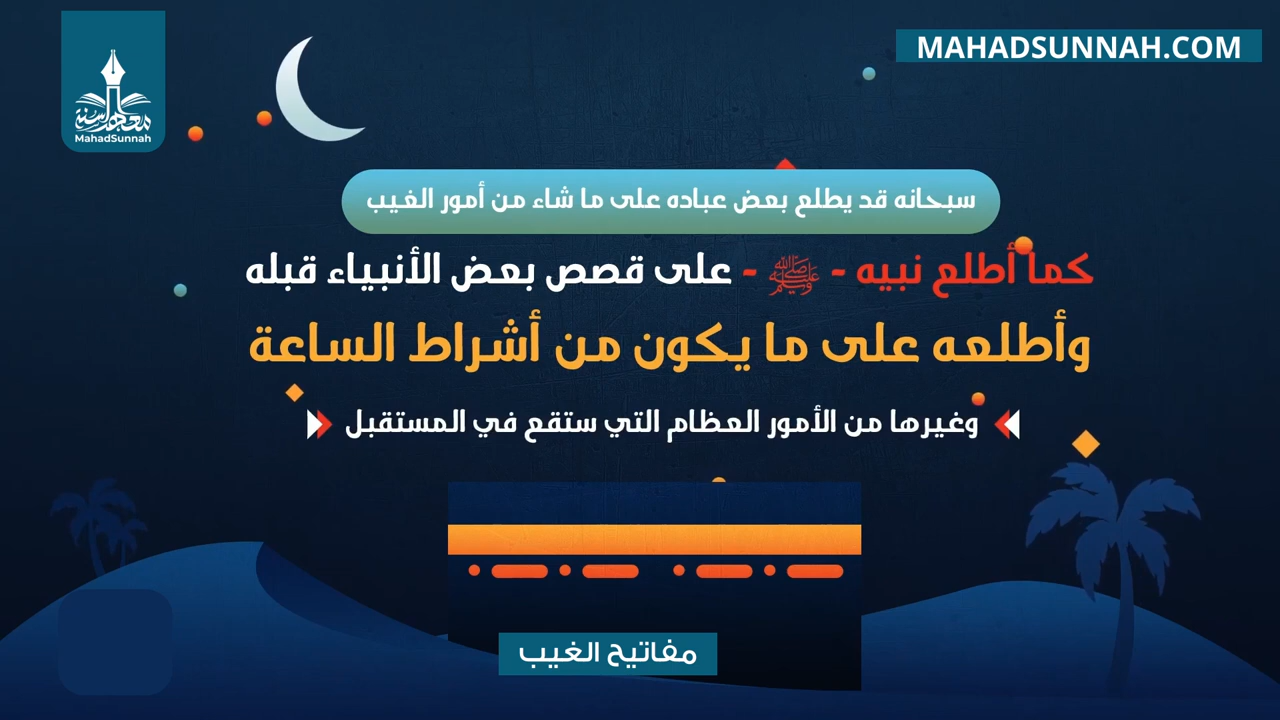 MAHADSUNNAH.COM
معهد السنة
MahadSunnah
سبحانه قد يطلع بعض عباده على ما شاء من أمور الغيب
كما أطلع نبيه - ﷺ - على قصص بعض الأنبياء قبله
وأطلعه على ما يكون من أشراط الساعة
وغيرها من الأمور العظام التي ستقع في المستقبل
مفاتيح الغيب